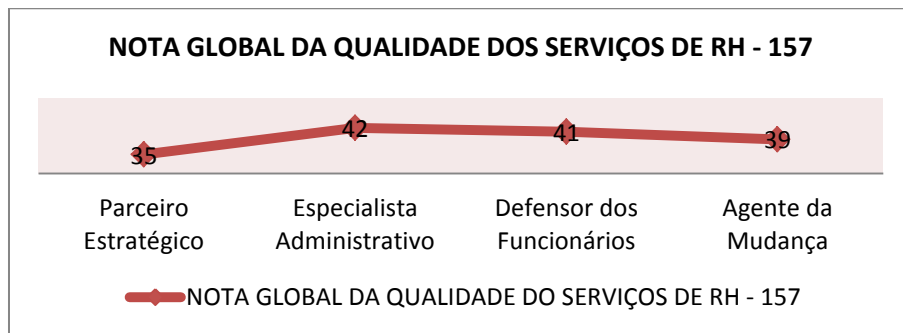 NOTA GLOBAL DA QUALIDADE DOS SERVIÇOS DE RH - 157
35
42
41
39
Parceiro Estratégico
Especialista Administrativo
Defensor dos Funcionários
Agente da Mudança
NOTA GLOBAL DA QUALIDADE DO SERVIÇOS DE RH - 157